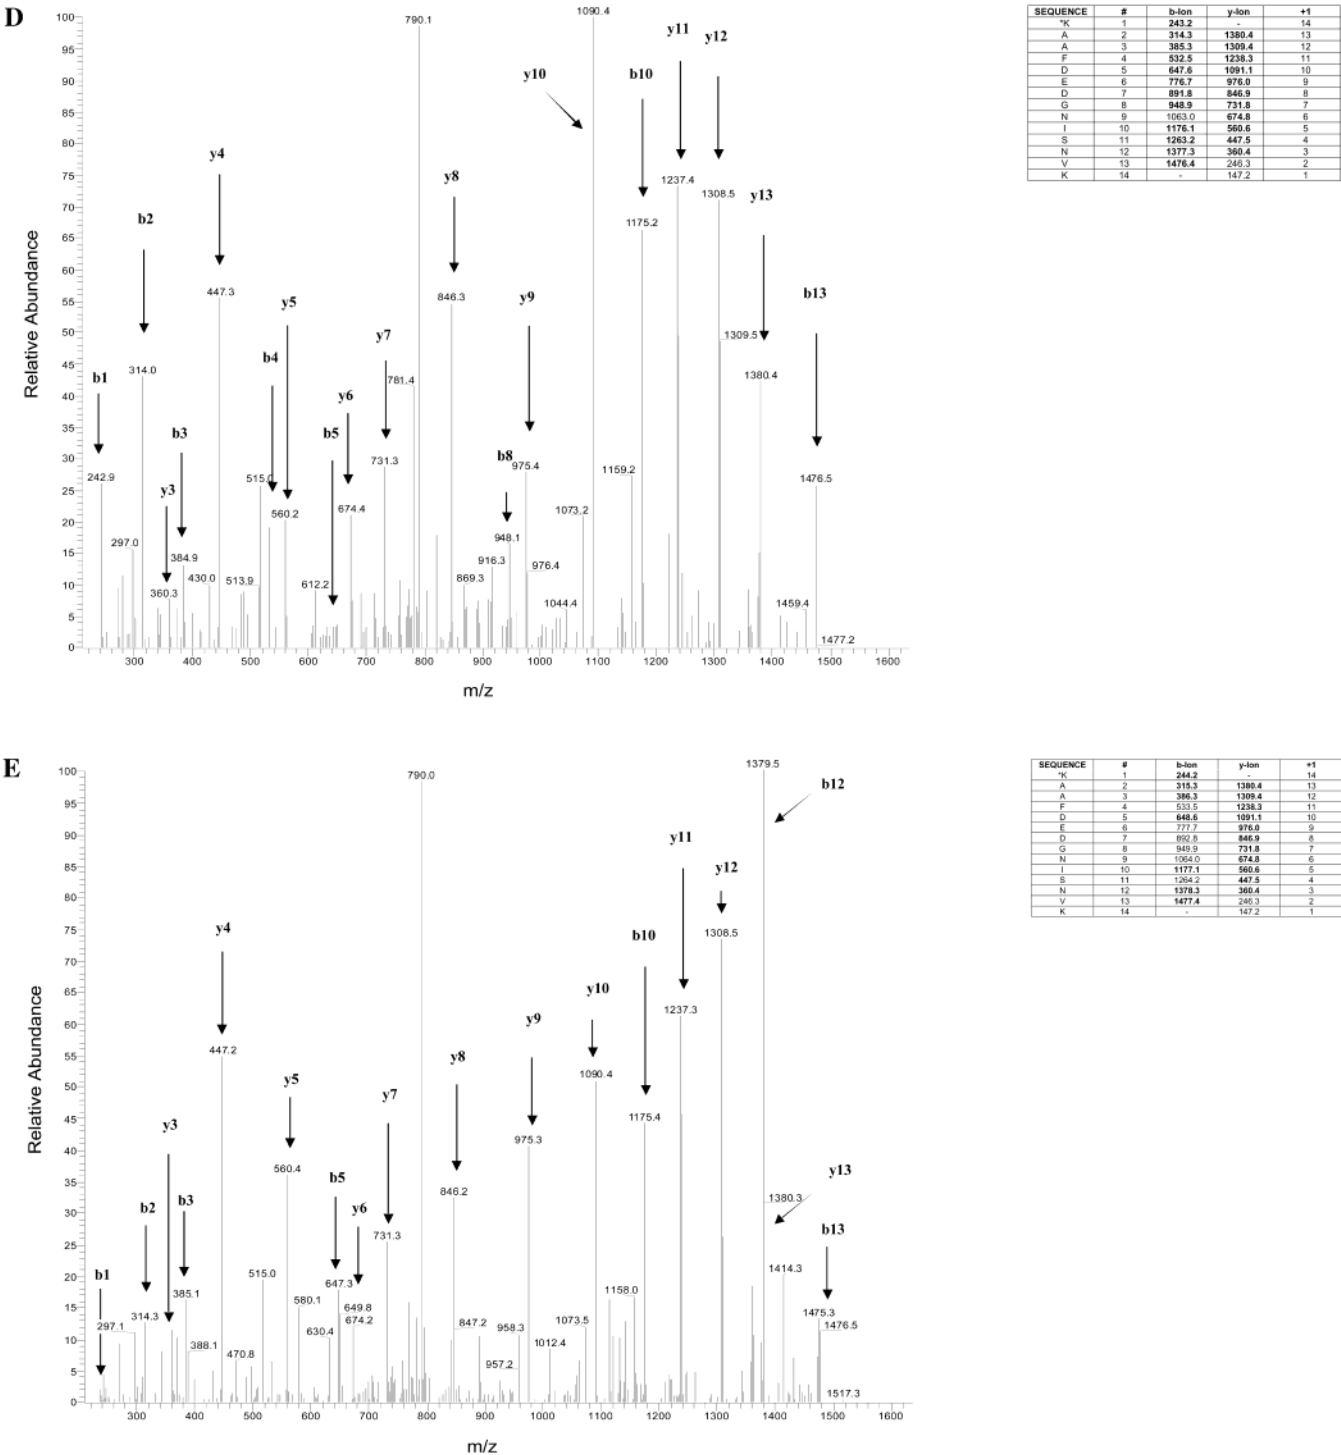 D
100
95
90
85
80
75
70
65
60
55
50
45
40
35
30
25
20
15
10
5
0
Relative Abundance
300 400 500 600 700 800 900 1000 1100 1200 1300 1400 1500 1600
m/z
b1
242.9
297.0
b2
314.0
y3
360.3
b3
384.9
430.0
y4
447.3
513.9
515.0
b4
y5
560.2
612.2
b5
y6
674.4
y7
731.3
781.4
790.1
y8
846.3
869.3
916.3
b8
948.1
y9
975.4
976.4
1044.4
1073.2
y10
1090.4
1159.2
b10
1175.2
y11
1237.4
y12
1308.5
1309.5
y13
1380.4
1459.4
b13
1476.5
1477.2
SEQUENCE # b-Ion y-Ion +1
*K 1 243.2 - 14
A 2 314.3 1380.4 13
A 3 385.3 1309.4 12
F 4 532.5 1238.3 11
D 5 647.6 1091.1 10
E 6 776.7 976.0 9
D 7 891.8 846.9 8
G 8 948.9 731.8 7
N 9 1063.0 674.8 6
I 10 1176.1 560.6 5
S 11 1263.2 447.5 4
N 12 1377.3 360.4 3
V 13 1476.4 246.3 2
K 14 - 147.2 1
E
100
95
90
85
80
75
70
65
60
55
50
45
40
35
30
25
20
15
10
5
0
Relative Abundance
300 400 500 600 700 800 900 1000 1100 1200 1300 1400 1500 1600
m/z
b1
297.1
b2
314.3
y3
b3
385.1
388.1
y4
447.2
470.8
515.0
y5
560.4
580.1
630.4
b5
647.3
649.8
y6
674.2
y7
731.3
790.0
y8
846.2
847.2
957.2
958.3
y9
975.3
1012.4
1073.5
y10
1090.4
1158.0
b10
1175.4
y11
1237.3
y12
1308.5
1379.5
b12
1380.3
y13
1414.3
b13
1475.3
1476.5
1517.3
SEQUENCE # b-Ion y-Ion +1
*K 1 244.2 - 14
A 2 315.3 1380.4 13
A 3 386.3 1309.4 12
F 4 533.5 1238.3 11
D 5 648.6 1091.1 10
E 6 777.7 976.0 9
D 7 892.8 846.9 8
G 8 949.9 731.8 7
N 9 1064.0 674.8 6
I 10 1177.1 560.6 5
S 11 1264.2 447.5 4
N 12 1378.3 360.4 3
V 13 1477.4 246.3 2
K 14 - 147.2 1